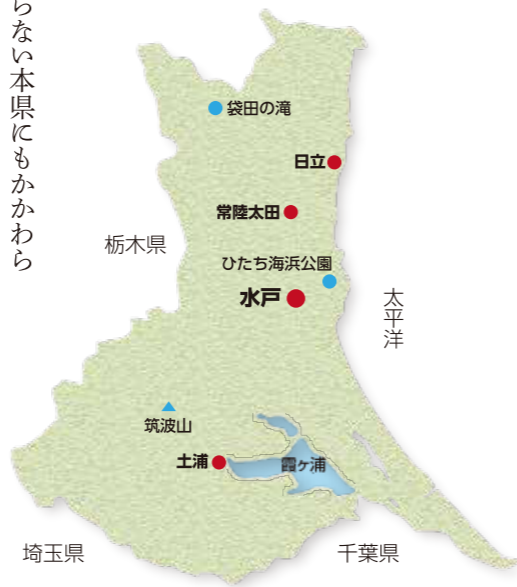 らない本県にもかかわら
袋田の滝
日立
常陸太田
栃木県
ひたち海浜公園
水戸
太平洋
筑波山
土浦
霞ヶ浦
埼玉県
千葉県